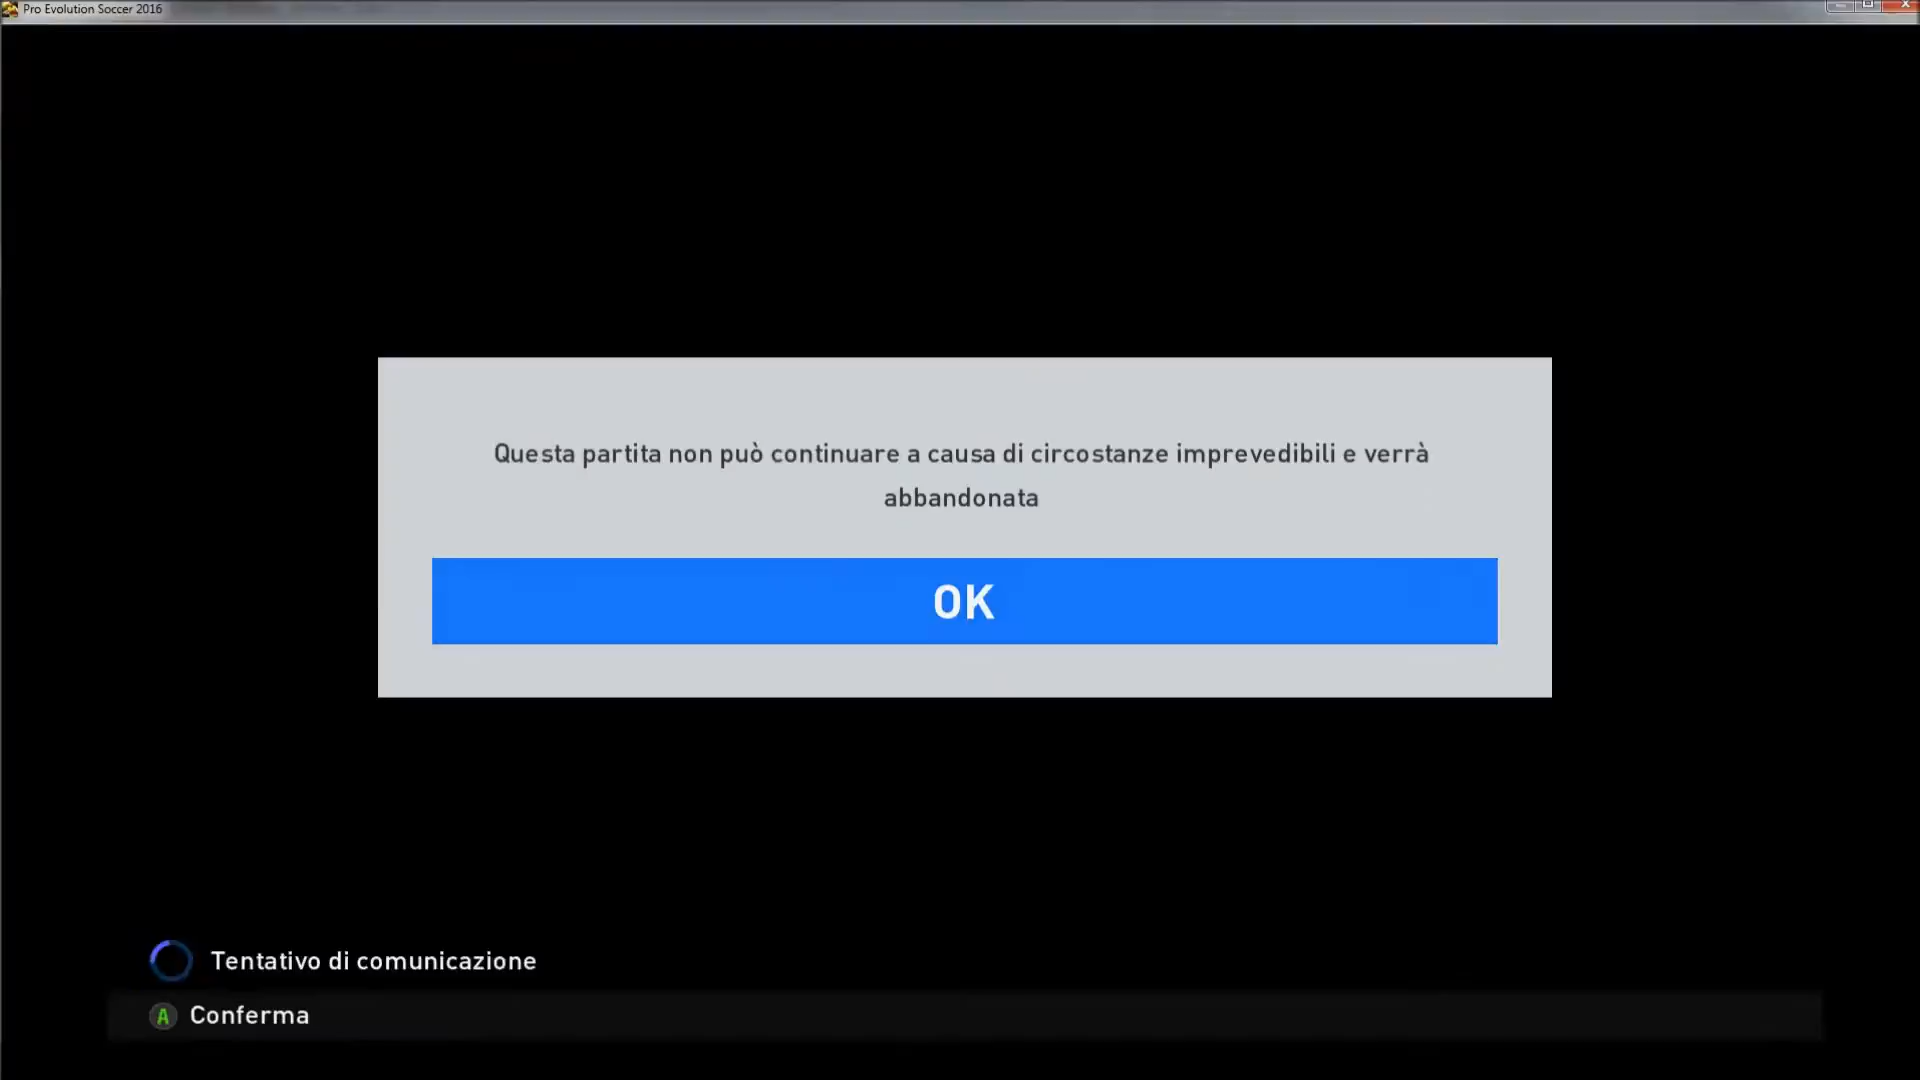 Pro Evolution Soccer 2016
Questa partita non può continuare a causa di circostanze imprevedibili e verrà
abbandonata
OK
Tentativo di comunicazione
A Conferma